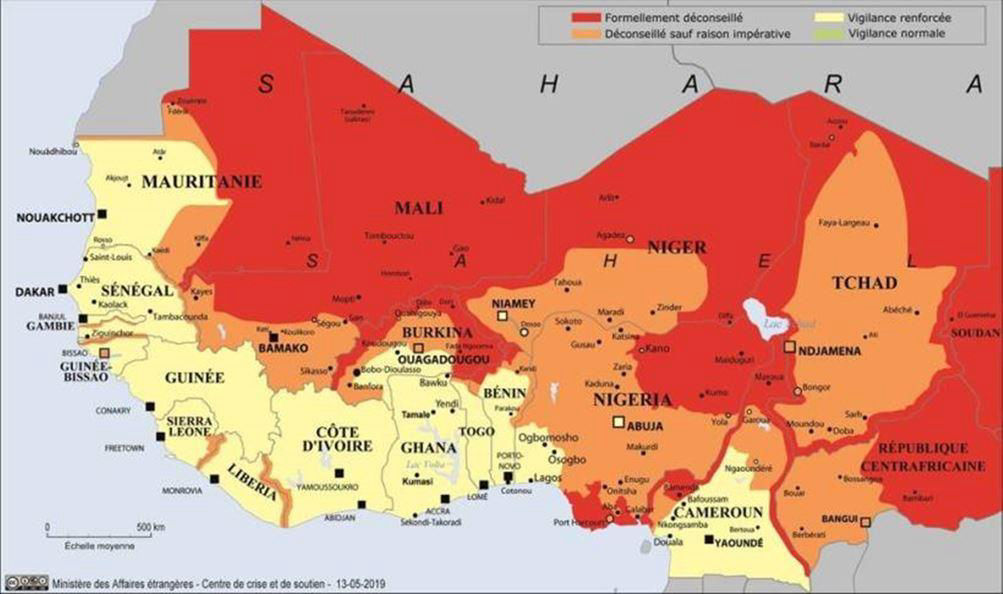 Formellement déconseillé
Vigilance renforcée
Déconseillé sauf raison impérative
Vigilance normale
S A H A R A
Zouerate
Fdérik
Taoudenni
Aozou
Bardaï
Nouâdhibou
Atâr
Akjoujt
MAURITANIE
Kidal
Arlit
MALI
NOUAKCHOTT
Faya-Largeau
Rosso
Kaédi
Kiffa
Néma
Tombouctou
Gao
Agadez
NIGER
Saint-Louis
S A H E L
Hombori
Tahoua
TCHAD
Thiès
SÉNÉGAL
Kayes
Mopti
DAKAR
Kaolack
Tambacounda
Djibo
Dori
NIAMEY
Maradi
Zinder
Abéché
El Gueneina
BANJUL
GAMBIE
Ségou
San
Ouahigouya
Dosso
Sokoto
Katsina
Diffa
Lac Tchad
SOUDAN
Ziguinchor
Kati
Koulikoro
BURKINA
Koudougou
Fada Ngourma
Gusau
Kano
Ati
BISSAO
GUINÉE-
BISSAO
BAMAKO
OUAGADOUGOU
Maiduguri
NDJAMENA
GUINÉE
Sikasso
Bobo-Dioulasso
Banfora
Bawku
Kandi
Zaria
Kaduna
Maroua
Bongor
BÉNIN
Kumo
CONAKRY
Yendi
Tamale
Parakou
NIGERIA
ABUJA
Yola
Garoua
Moundou
Sarh
Doba
SIERRA
LEONE
CÔTE
D'IVOIRE
GHANA
TOGO
Ogbomosho
Osogbo
Makurdi
RÉPUBLIQUE
CENTRAFRICAINE
FREETOWN
LIBERIA
Lac Volta
PORTO-
NOVO
Ngaoundéré
Bossangoa
MONROVIA
YAMOUSSOUKRO
Kumasi
LOMÉ
Cotonou
Lagos
Enugu
Onitsha
Bamenda
Bafoussam
Bouar
Bambari
ABIDJAN
ACCRA
Sekondi-Takoradi
Aba
Calabar
Port Harcourt
CAMEROUN
Nkongsamba
Bertoua
BANGUI
Berbérati
Douala
YAOUNDÉ
0 500 km
Échelle moyenne
Ministère des Affaires étrangères - Centre de crise et de soutien - 13-05-2019